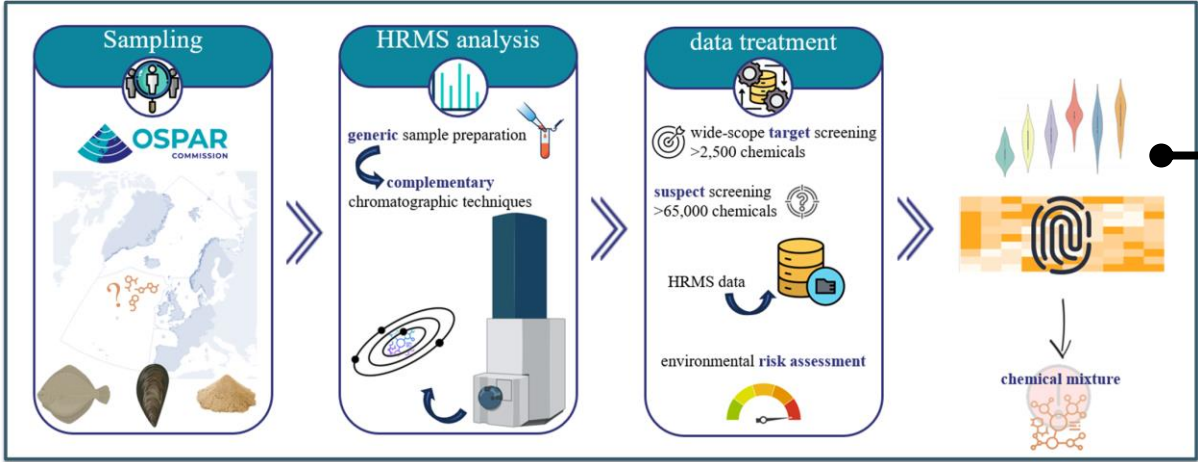 Sampling
OSPAR
COMMISSION
?
HRMS analysis
generic sample preparation
complementary
chromatographic techniques
data treatment
wide-scope target screening
>2,500 chemicals
suspect screening
>65,000 chemicals
?
HRMS data
environmental risk assessment
chemical mixture